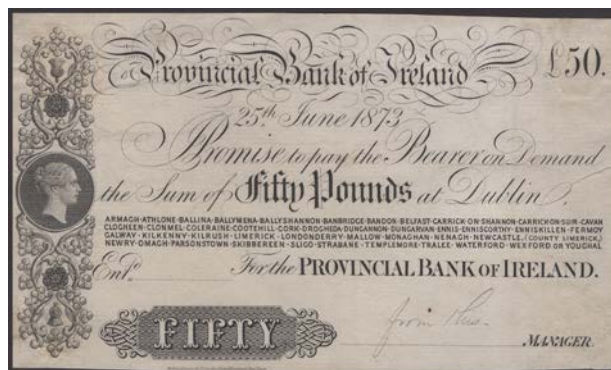 Provincial Bank of Ireland £50.
25th June 1873
Promise to pay the Bearer on Demand
the Sum of Fifty Pounds at Dublin,
ARMAGH-ATHLONE-BALLINA-BALLYMENA-BALLYSHANNON-BANBRIDGE-BANDON-BELFAST-CARRICK ON SHANNON-CARRICK ON SUIR-CAVAN
CLOGHEEN-CLONMEL-COLERAINE-COOTEHILL-CORK-DROGHEDA-DUNGANNON-DUNGARVAN-ENNIS-ENNISCORTHY-ENNISKILLEN-FERMOY
GALWAY-KILKENNY-KILRUSH-LIMERICK-LONDONDERRY-MALLOW-MONAGHAN-NENAGH-NEWCASTLE,(COUNTY LIMERICK,)
NEWRY-OMAGH-PARSONSTOWN-SKIBBEREEN-SLIGO-STRABANE-TEMPLEMORE-TRALEE-WATERFORD-WEXFORD OR YOUGHAL
Entd. For the PROVINCIAL BANK OF IRELAND.
from this.
FIFTY MANAGER.